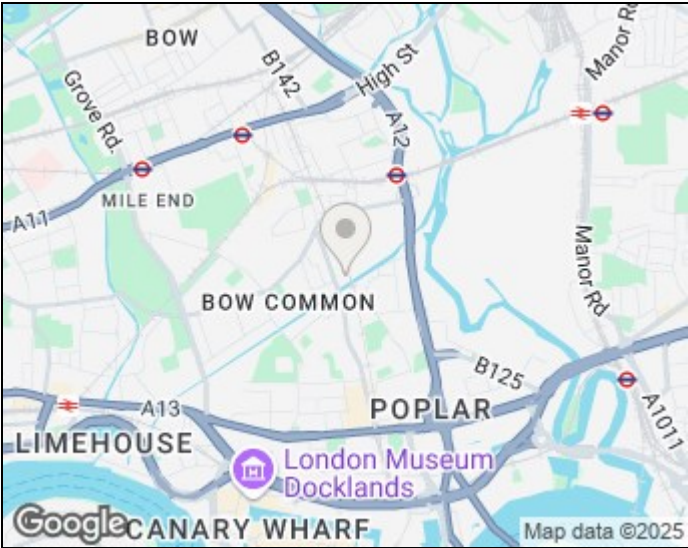 BOW
B142
High St
Manor Rd
Grove Rd.
A12
MILE END
A11
Manor Rd
BOW COMMON
B125
A13
POPLAR
A1011
LIMEHOUSE
London Museum
Docklands
Google
CANARY WHARF
Map data ©2025